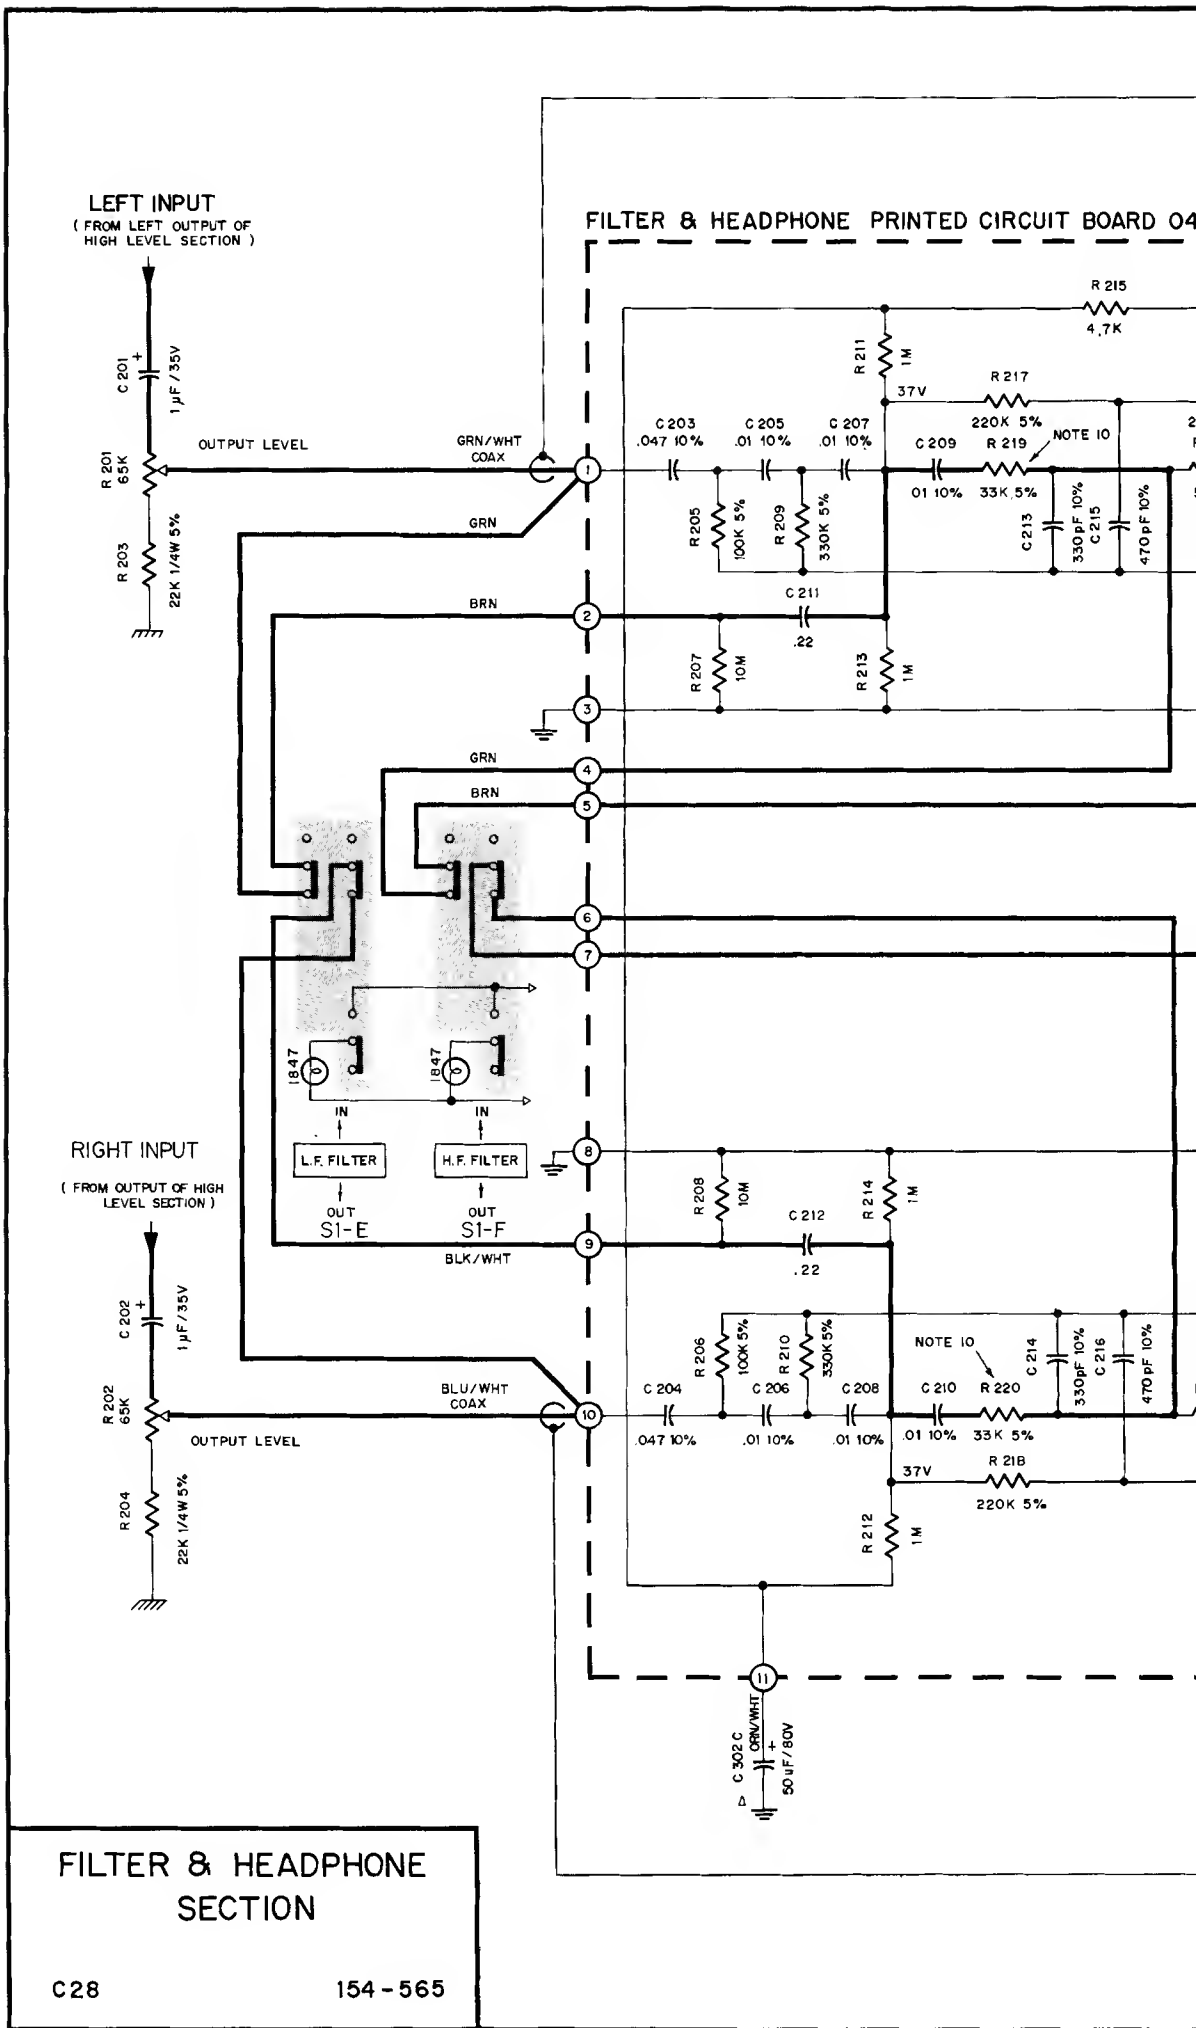 LEFT INPUT
( FROM LEFT OUTPUT OF
HIGH LEVEL SECTION )
FILTER & HEADPHONE PRINTED CIRCUIT BOARD 04
R 215
4.7K
C 201
+
1 µF / 35V
R 211
1M
37V
R 217
220K 5%
C 203
.047 10%
C 205
.01 10%
C 207
.01 10%
C 209
01 10%
R 219
33K,5%
NOTE 10
OUTPUT LEVEL
GRN/WHT
COAX
1
R 201
65K
R 203
22K 1/4W 5%
GRN
R 205
100K 5%
R 209
330K 5%
C 213
330 pF 10%
C 215
470 pF 10%
BRN
2
C 211
.22
R 207
10M
R 213
1M
3
GRN
4
BRN
5
6
7
1847
1847
IN
IN
L.F. FILTER
H.F. FILTER
OUT
S1-E
OUT
S1-F
RIGHT INPUT
( FROM OUTPUT OF HIGH
LEVEL SECTION )
8
R 208
10M
R 214
1M
C 212
.22
9
BLK/WHT
C 202
+
1 µF/35V
R 206
100K 5%
R 210
330K 5%
NOTE 10
C 214
330pF 10%
C 216
470 pF 10%
R 202
65K
BLU/WHT
COAX
10
C 204
.047 10%
C 206
.01 10%
C 208
.01 10%
C 210
.01 10%
R 220
33K 5%
OUTPUT LEVEL
37V
R 218
220K 5%
R 204
22K 1/4W 5%
R 212
1M
11
C 302 C
ORN/WHT
+
50 uF/80V
Δ
FILTER & HEADPHONE
SECTION
C28
154-565